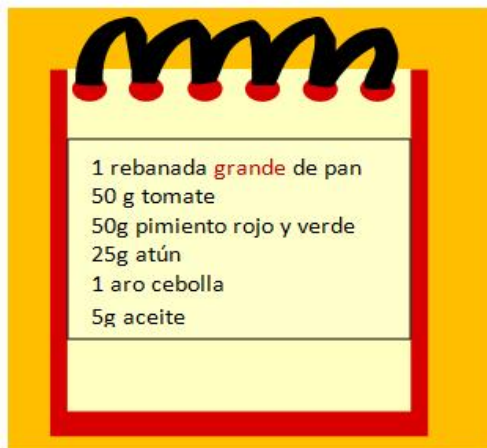 1 rebanada grande de pan
50 g tomate
50g pimiento rojo y verde
25g atún
1 aro cebolla
5g aceite